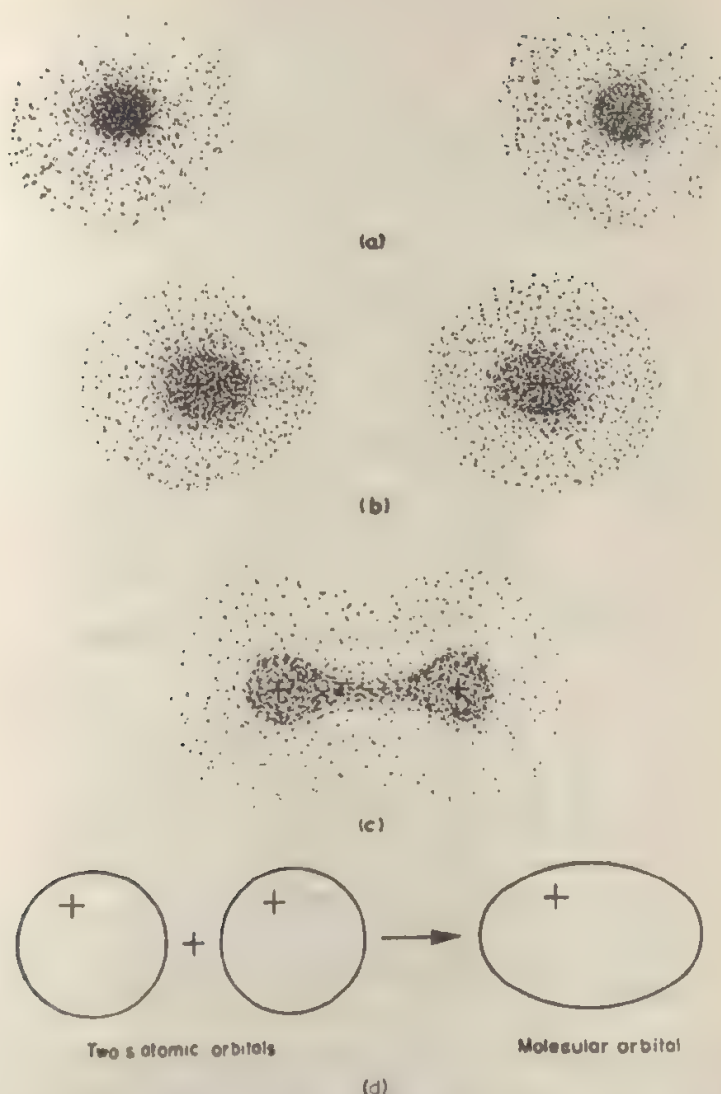 (a)
(b)
(c)
+ + + +
Two s atomic orbitals Molecular orbital
(d)